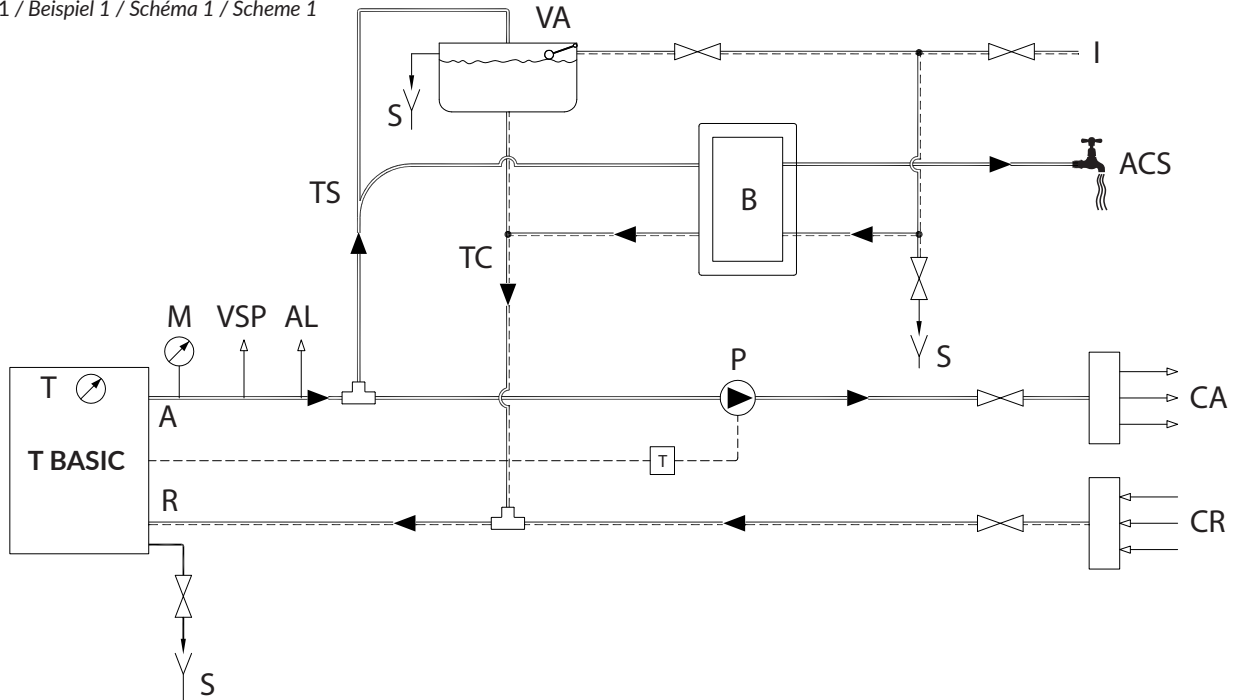 1 / Beispiel 1 / Schéma 1 / Scheme 1
VA
I
S
ACS
TS
B
TC
M VSP AL
P
S
T
A
CA
T BASIC
T
R
CR
S